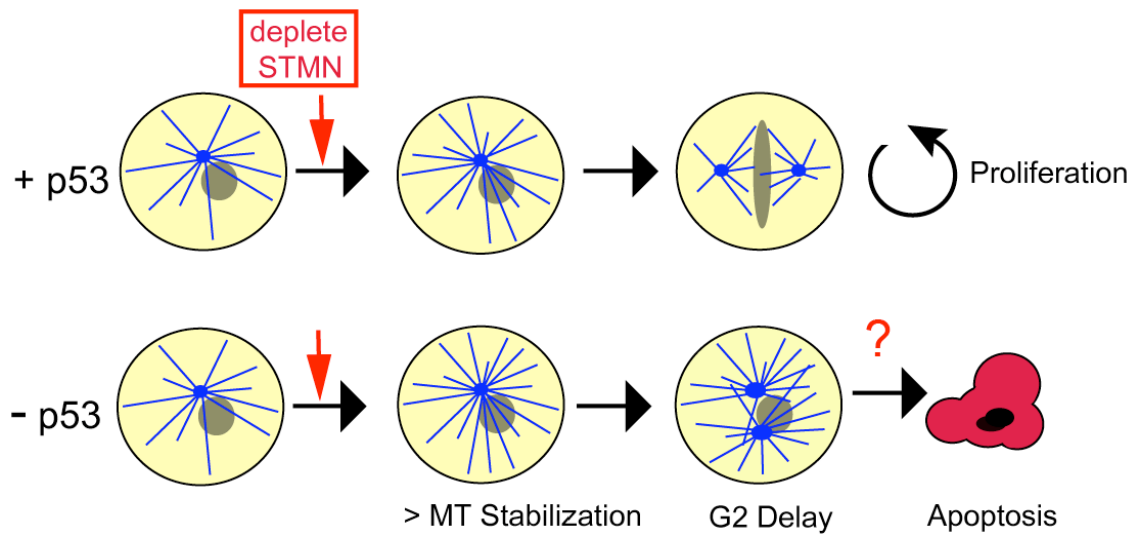 deplete
STMN
+ p53
Proliferation
?
- p53
> MT Stabilization
G2 Delay
Apoptosis